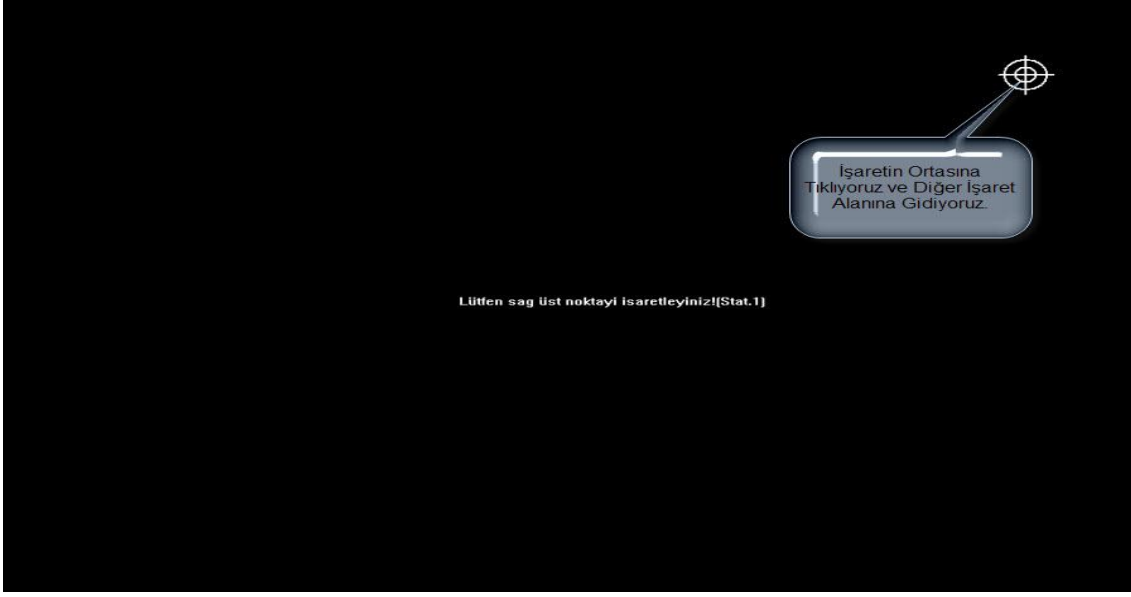 İşaretin Ortasına
Tıklıyoruz ve Diğer İşaret
Alanına Gidiyoruz.
Lütfen sag üst noktayi isaretleyiniz!(Stat.1)